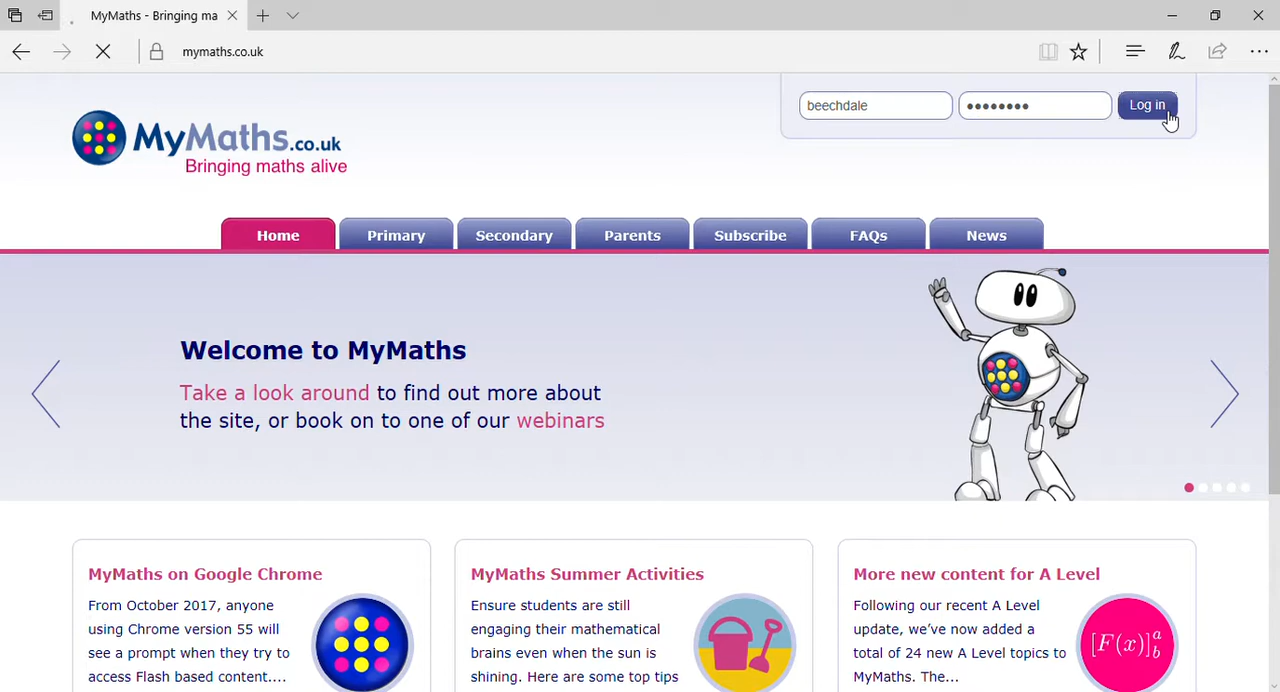 MyMaths - Bringing ma
mymaths.co.uk
beechdale
Log in
MyMaths.co.uk
Bringing maths alive
Home
Primary
Secondary
Parents
Subscribe
FAQs
News
Welcome to MyMaths
Take a look around to find out more about
the site, or book on to one of our webinars
MyMaths on Google Chrome
From October 2017, anyone
using Chrome version 55 will
see a prompt when they try to
access Flash based content....
MyMaths Summer Activities
Ensure students are still
engaging their mathematical
brains even when the sun is
shining. Here are some top tips
More new content for A Level
Following our recent A Level
update, we've now added a
total of 24 new A Level topics to
MyMaths. The...
[F(x)]ᵃ_b